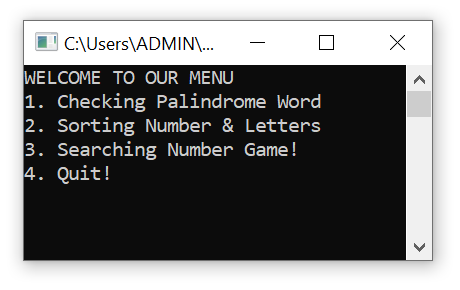 C:\Users\ADMIN\...
WELCOME TO OUR MENU
1. Checking Palindrome Word
2. Sorting Number & Letters
3. Searching Number Game!
4. Quit!